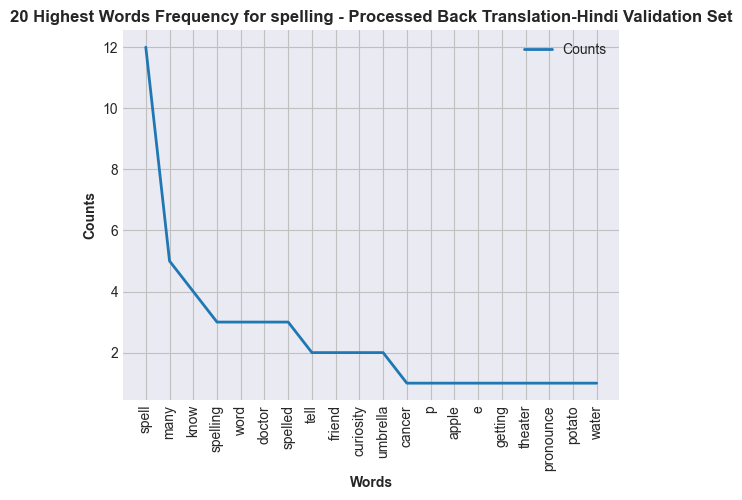 20 Highest Words Frequency for spelling - Processed Back Translation-Hindi Validation Set
Counts
12
10
8
6
4
2
Counts
spell
many
know
spelling
word
doctor
spelled
tell
friend
curiosity
umbrella
cancer
p
apple
e
getting
theater
pronounce
potato
water
Words